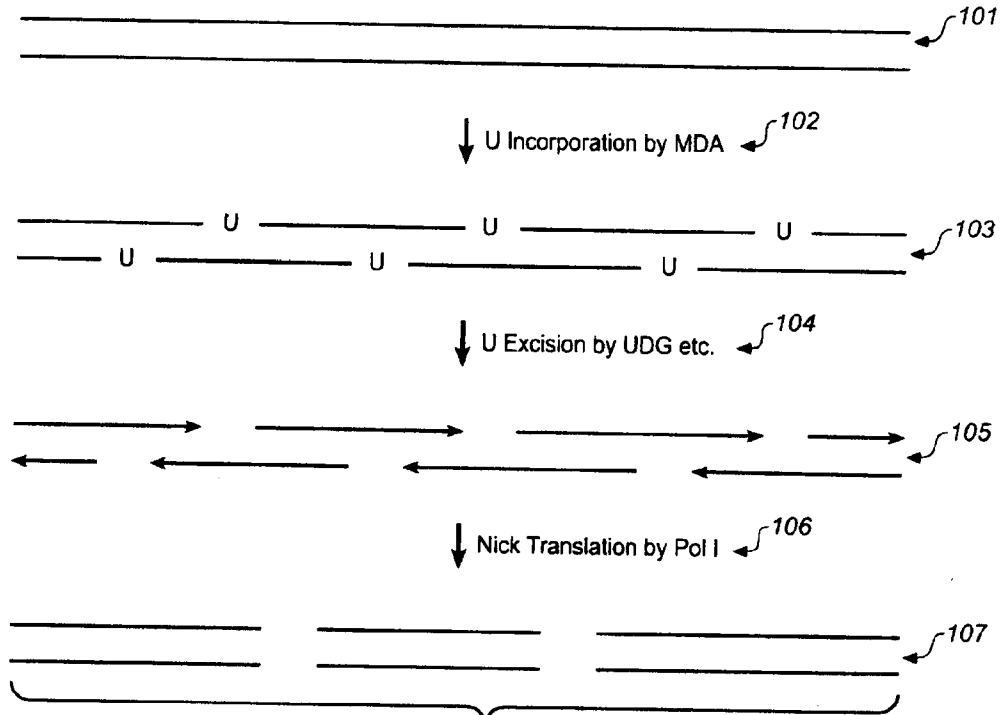 101
U Incorporation by MDA 102
U U U
103
U U U
U Excision by UDG etc. 104
105
Nick Translation by Pol I 106
107